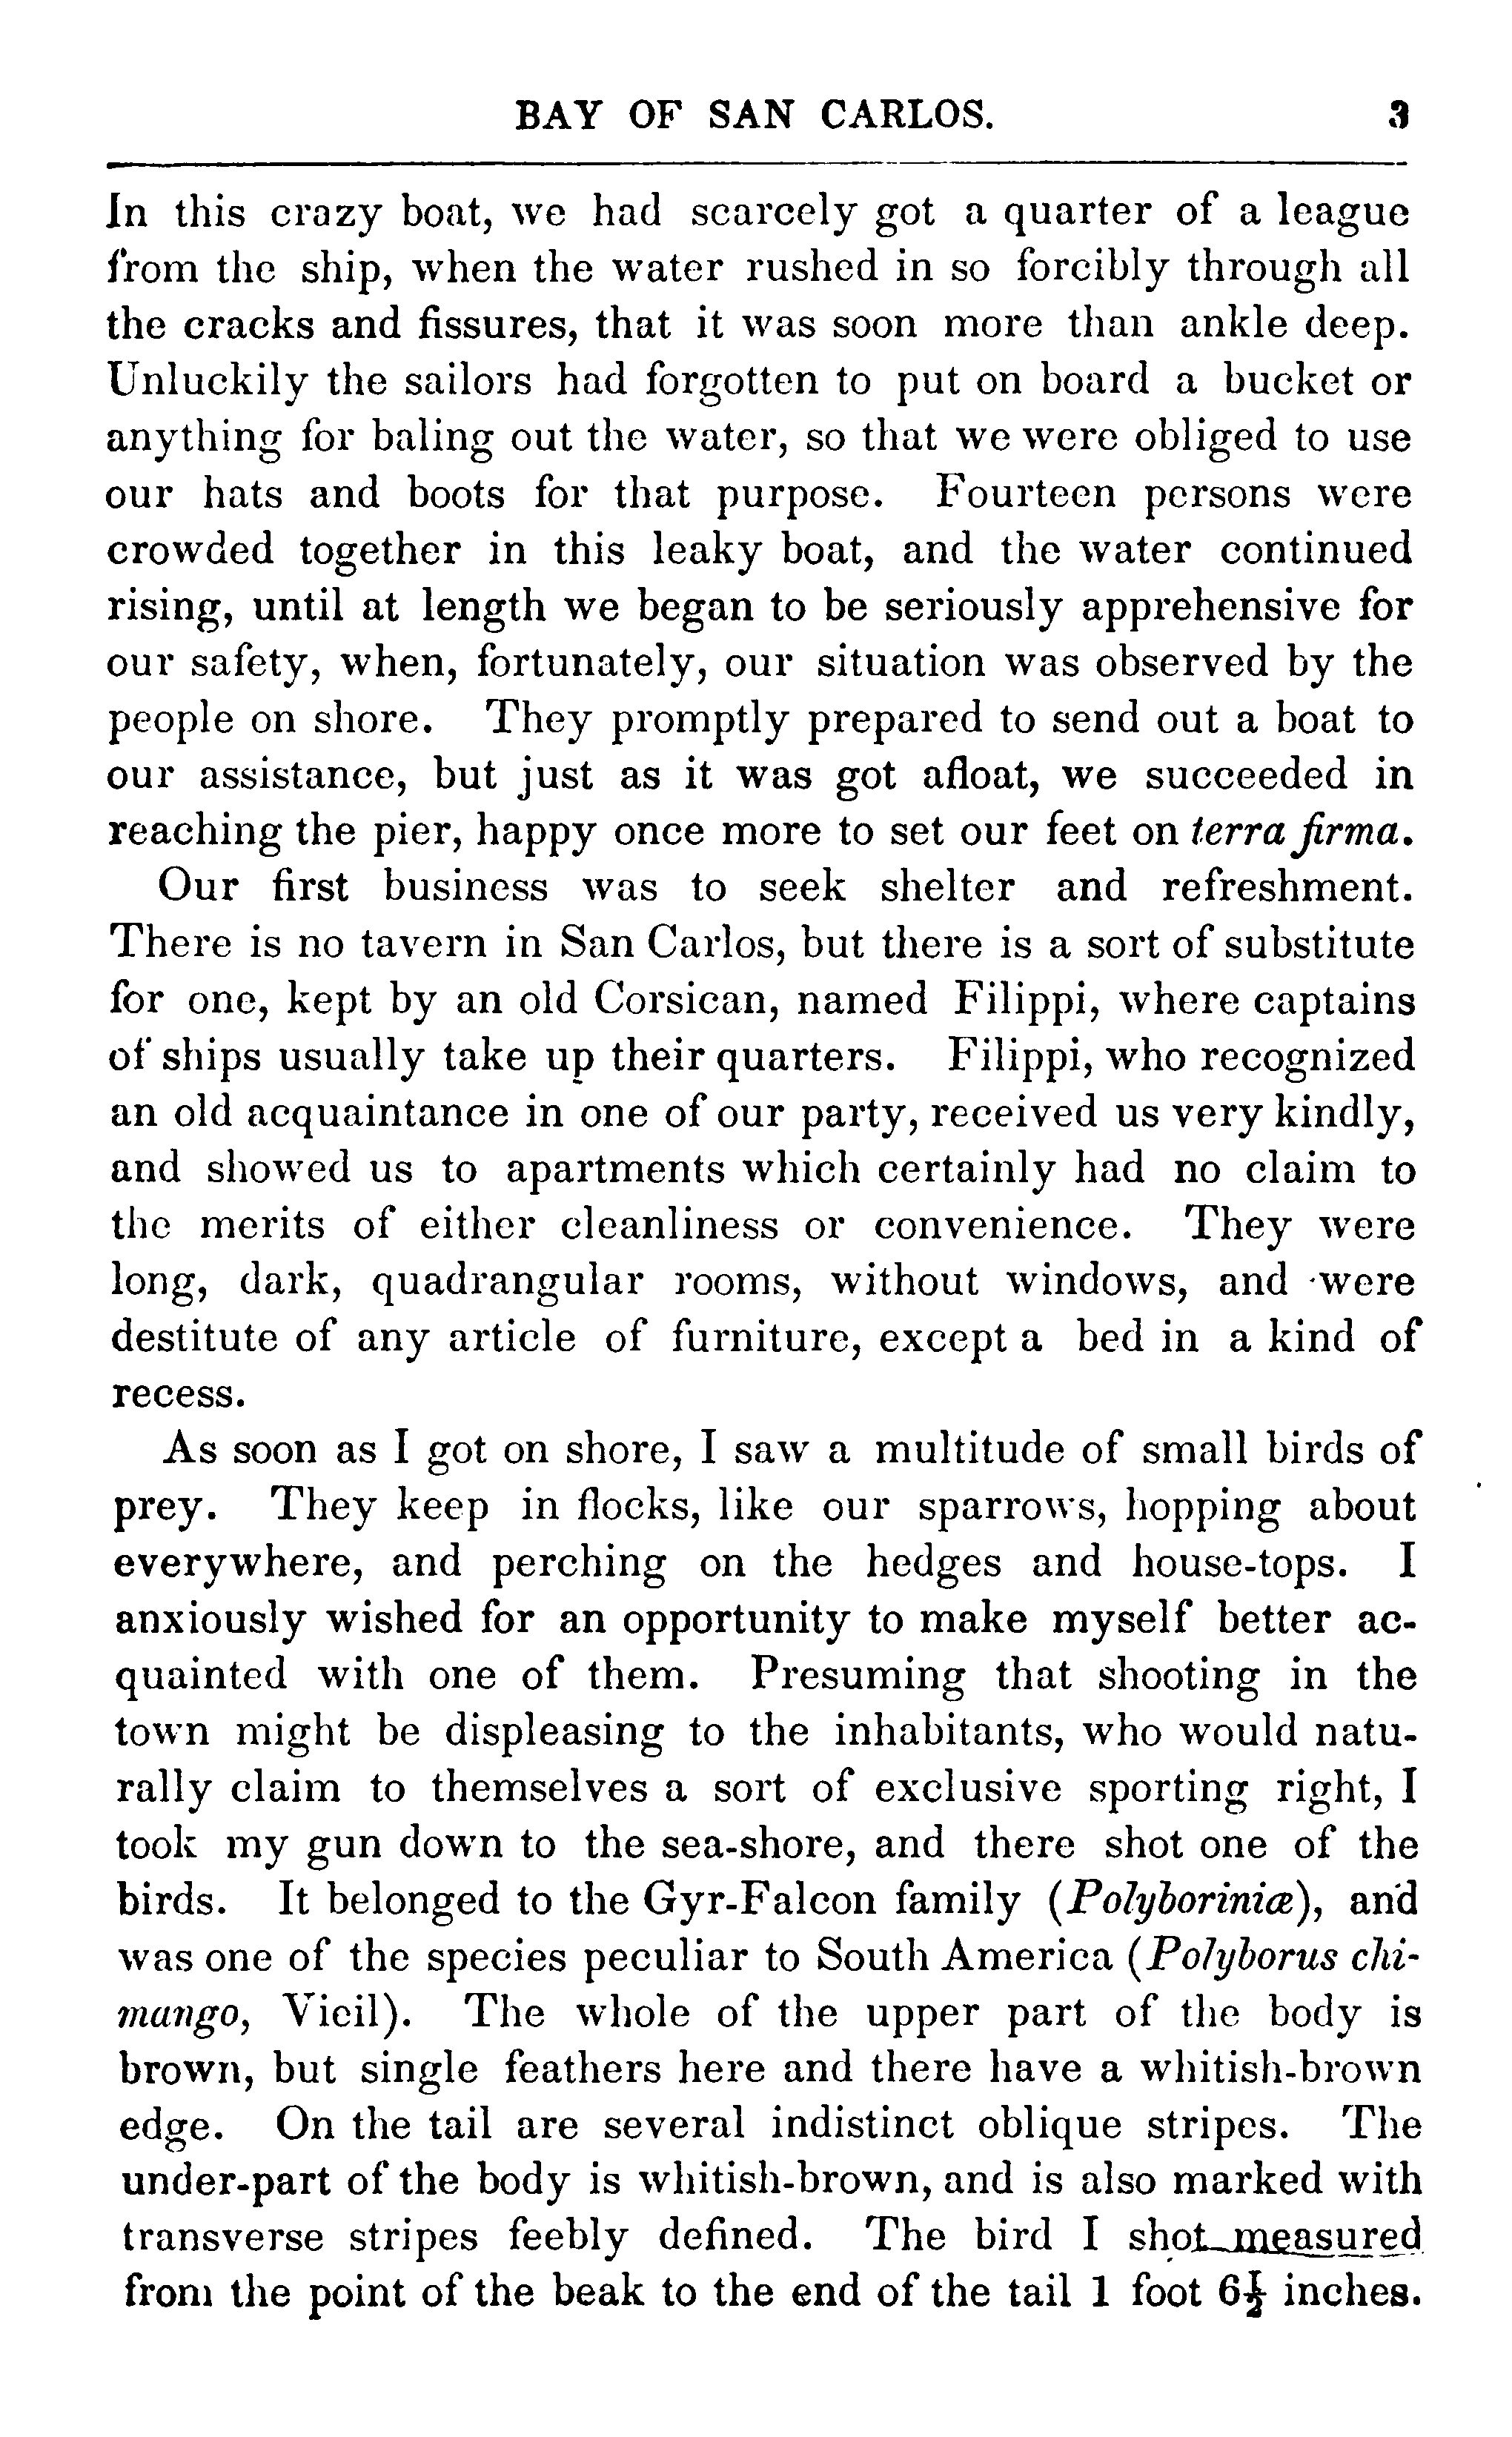 BAY OF SAN CARLOS. 3
In this crazy boat, we had scarcely got a quarter of a league
from the ship, when the water rushed in so forcibly through all
the cracks and fissures, that it was soon more than ankle deep.
Unluckily the sailors had forgotten to put on board a bucket or
anything for baling out the water, so that we were obliged to use
our hats and boots for that purpose. Fourteen persons were
crowded together in this leaky boat, and the water continued
rising, until at length we began to be seriously apprehensive for
our safety, when, fortunately, our situation was observed by the
people on shore. They promptly prepared to send out a boat to
our assistance, but just as it was got afloat, we succeeded in
reaching the pier, happy once more to set our feet on terra firma.
Our first business was to seek shelter and refreshment.
There is no tavern in San Carlos, but there is a sort of substitute
for one, kept by an old Corsican, named Filippi, where captains
of ships usually take up their quarters. Filippi, who recognized
an old acquaintance in one of our party, received us very kindly,
and showed us to apartments which certainly had no claim to
the merits of either cleanliness or convenience. They were
long, dark, quadrangular rooms, without windows, and were
destitute of any article of furniture, except a bed in a kind of
recess.
As soon as I got on shore, I saw a multitude of small birds of
prey. They keep in flocks, like our sparrows, hopping about
everywhere, and perching on the hedges and house-tops. I
anxiously wished for an opportunity to make myself better ac-
quainted with one of them. Presuming that shooting in the
town might be displeasing to the inhabitants, who would natu-
rally claim to themselves a sort of exclusive sporting right, I
took my gun down to the sea-shore, and there shot one of the
birds. It belonged to the Gyr-Falcon family (Polyboriniæ), and
was one of the species peculiar to South America (Polyborus chi-
mango, Vieil). The whole of the upper part of the body is
brown, but single feathers here and there have a whitish-brown
edge. On the tail are several indistinct oblique stripes. The
under-part of the body is whitish-brown, and is also marked with
transverse stripes feebly defined. The bird I shot measured
from the point of the beak to the end of the tail 1 foot 6½ inches.